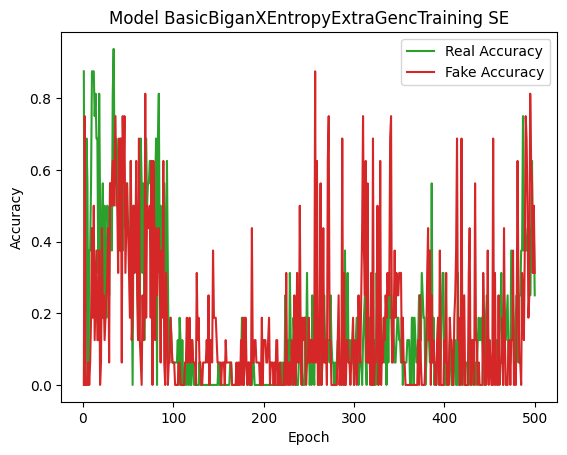 Model BasicBiganXEntropyExtraGencTraining SE
Real Accuracy
Fake Accuracy
Accuracy
0.8
0.6
0.4
0.2
0.0
0 100 200 300 400 500
Epoch